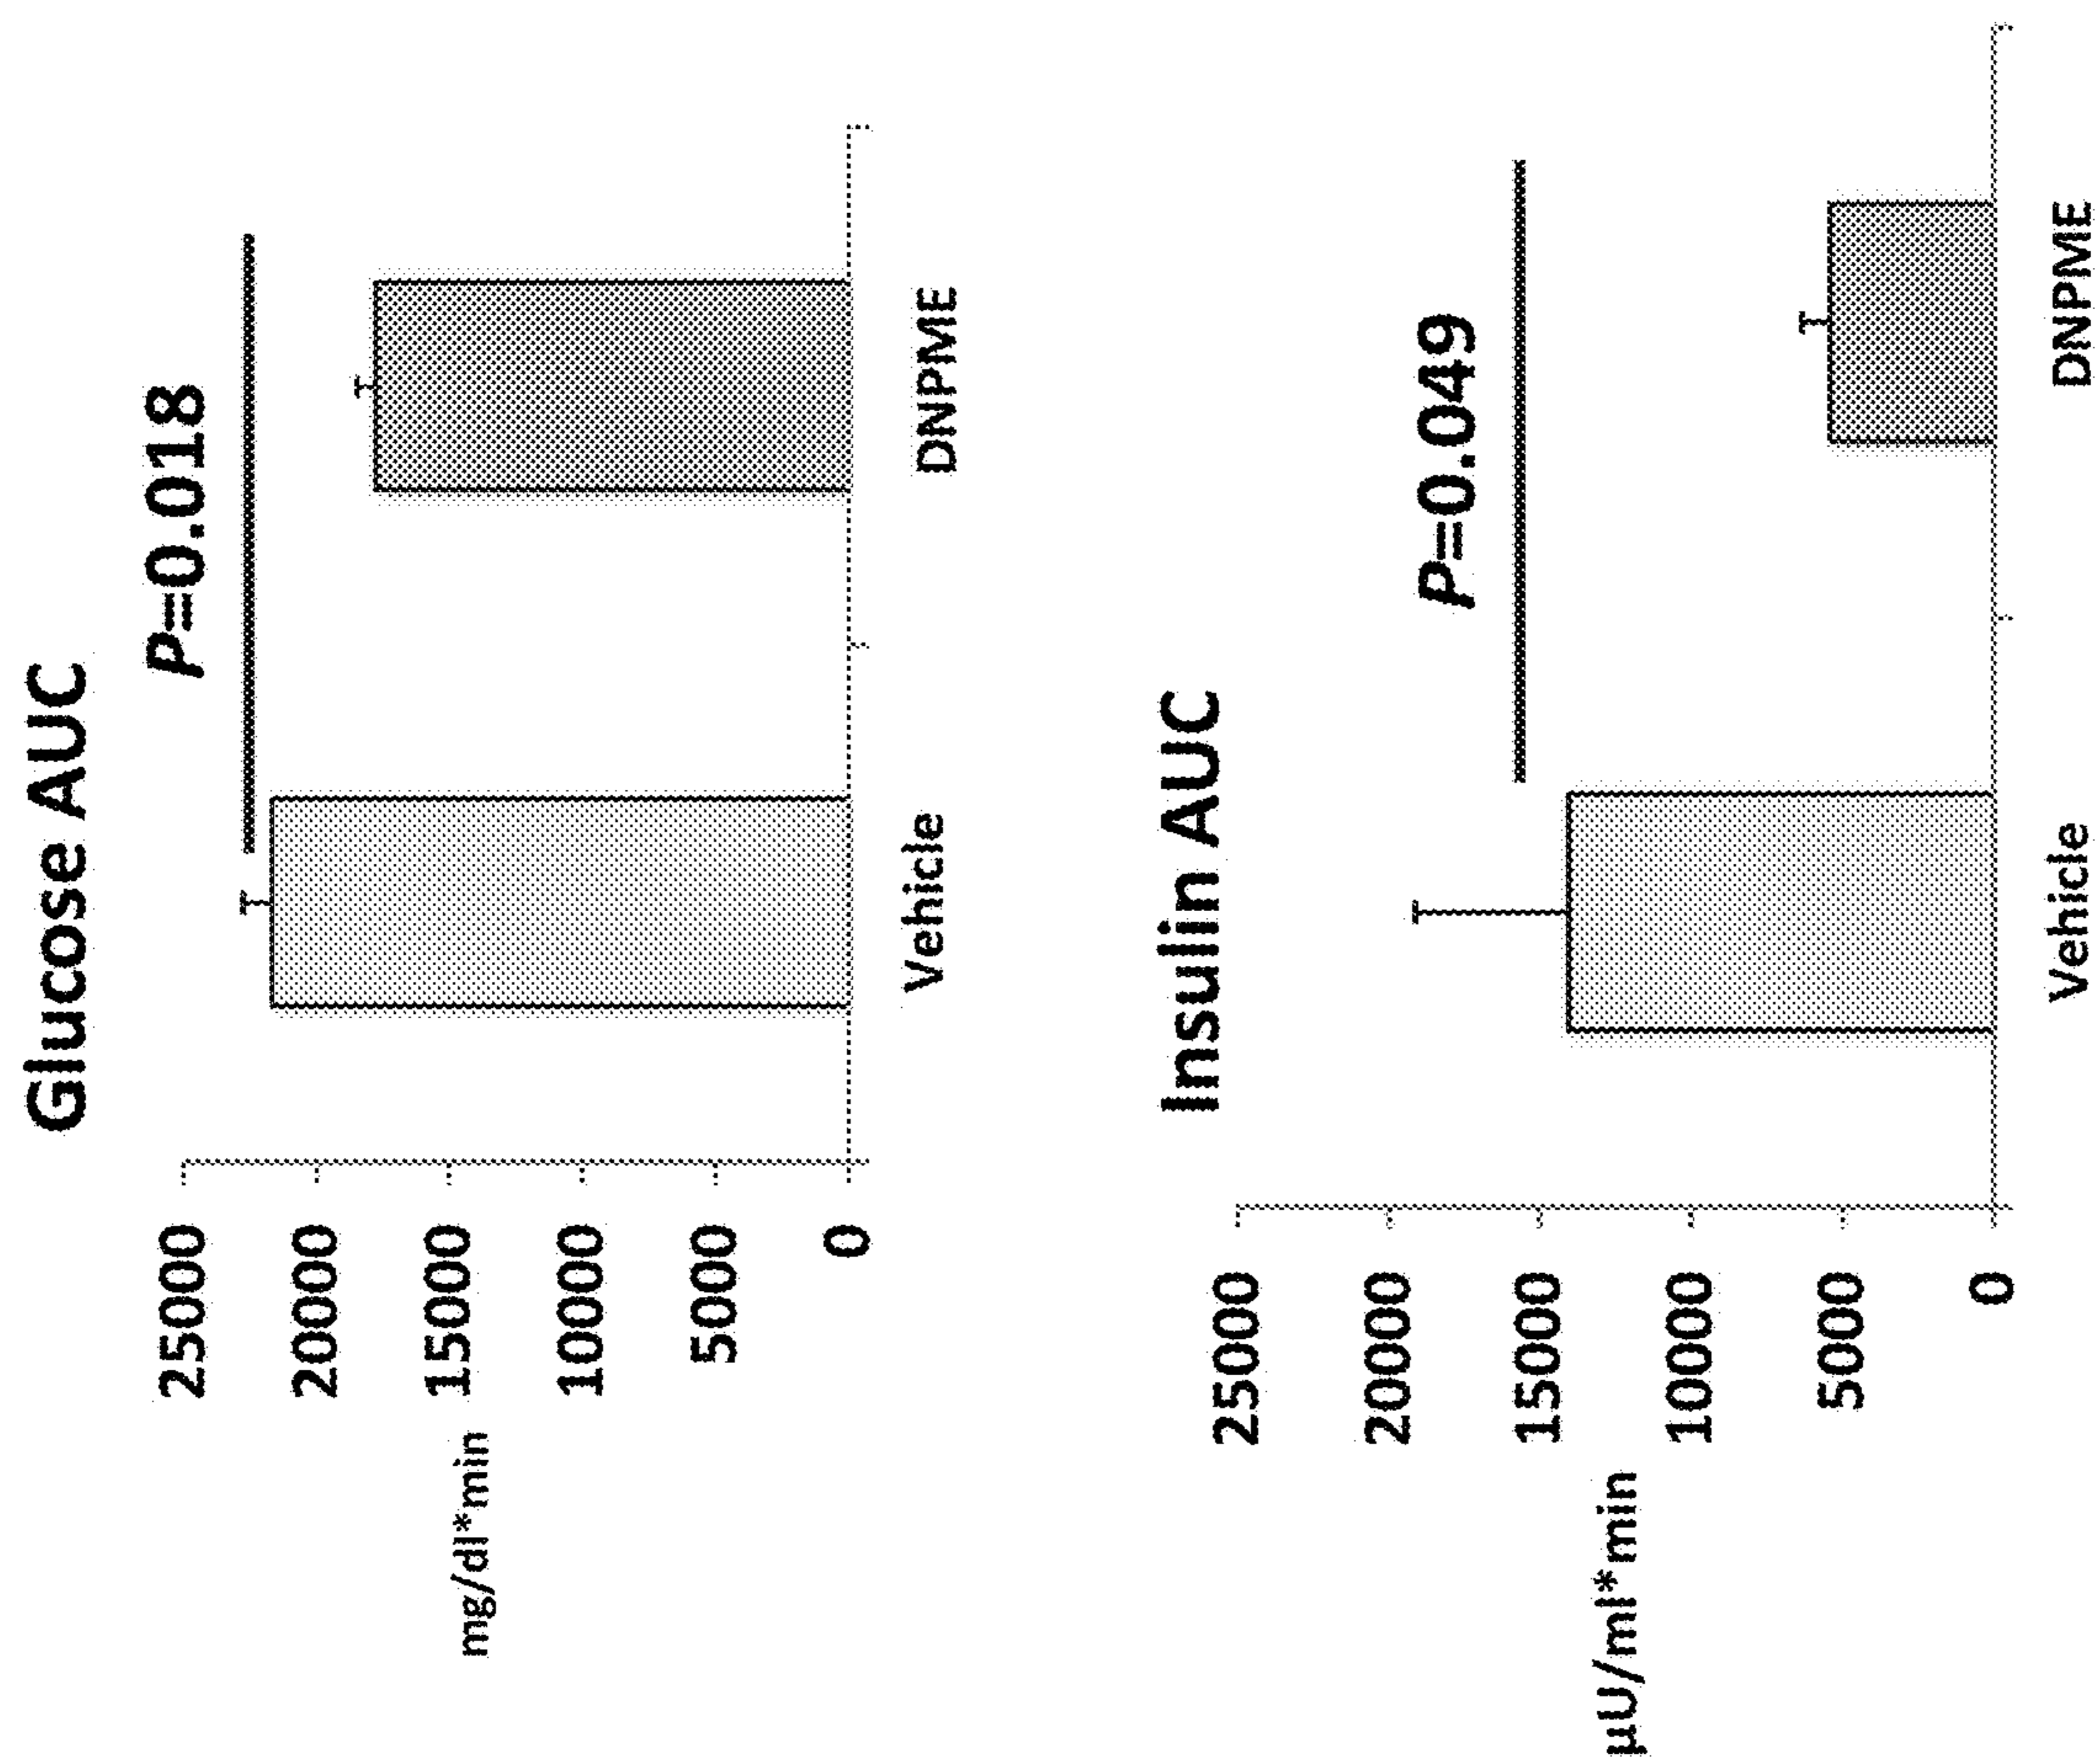 Glucose AUC
P=0.018
25000
20000
15000
10000
5000
0
mg/dl*min
Vehicle
DNPME
Insulin AUC
P=0.049
25000
20000
15000
10000
5000
0
µU/ml*min
Vehicle
DNPME